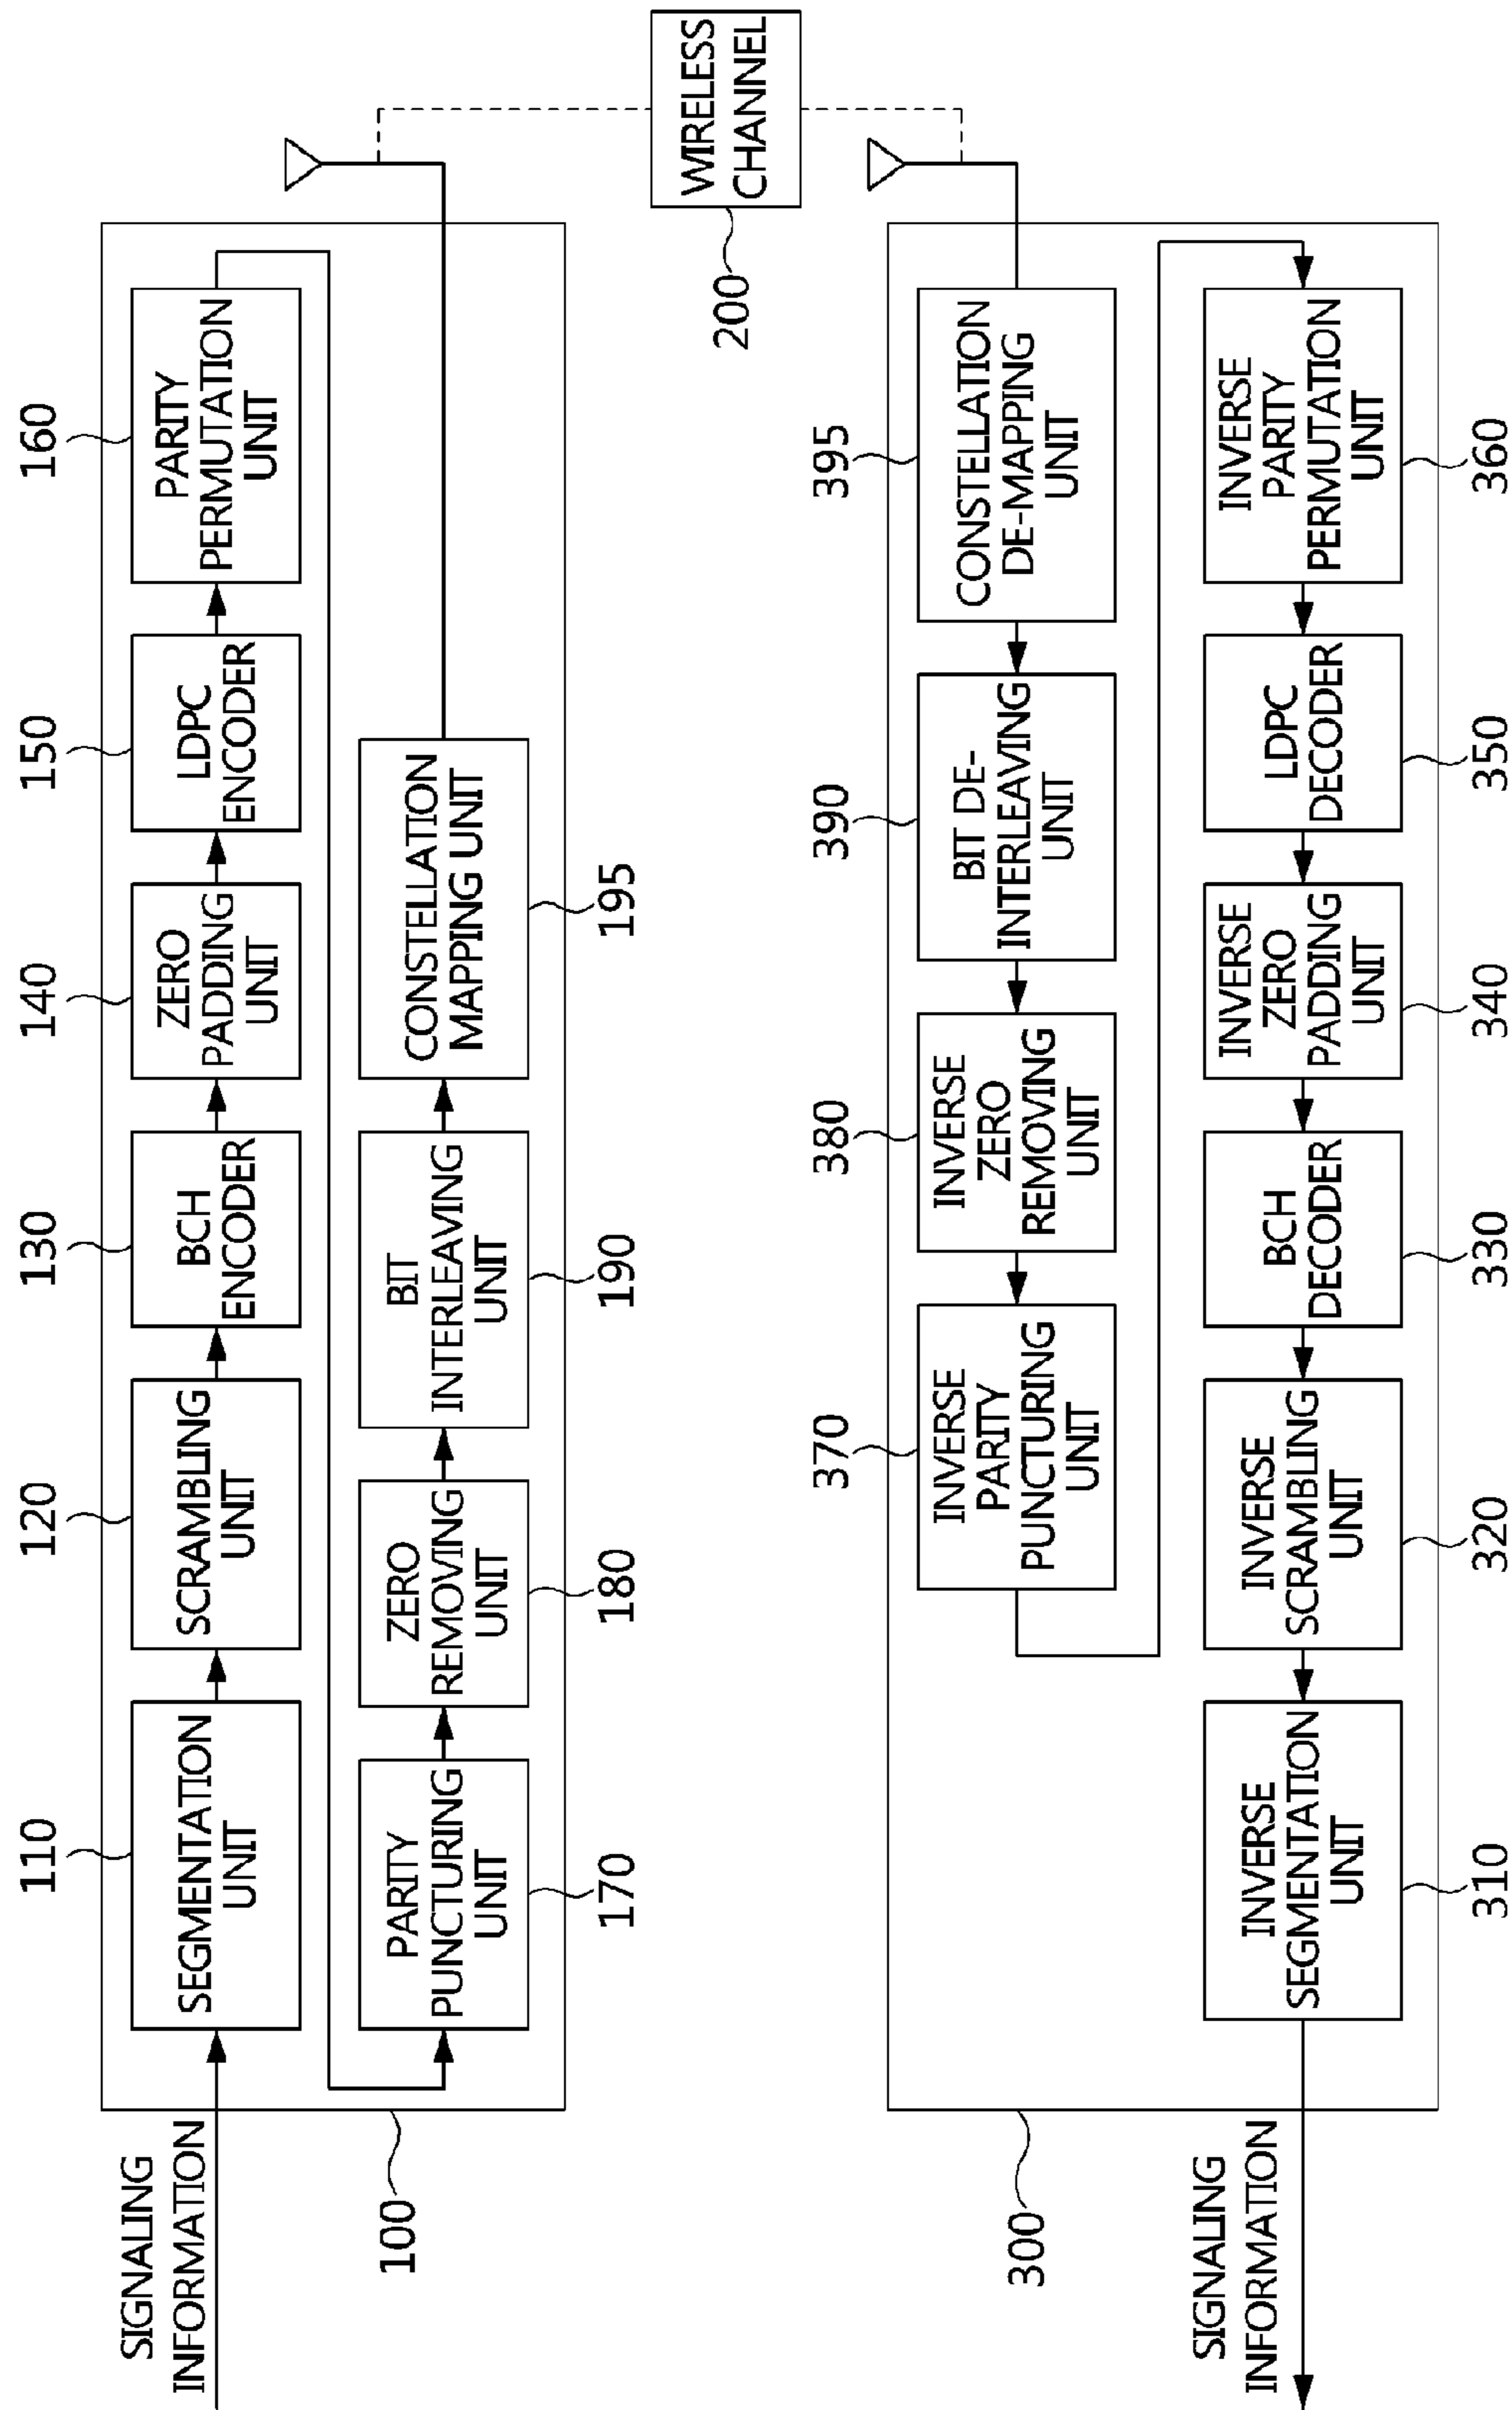 110
120
130
140
150
160
SIGNALING
INFORMATION
SEGMENTATION
UNIT
SCRAMBLING
UNIT
BCH
ENCODER
ZERO
PADDING
UNIT
LDPC
ENCODER
PARITY
PERMUTATION
UNIT
PARITY
PUNCTURING
UNIT
ZERO
REMOVING
UNIT
BIT
INTERLEAVING
UNIT
CONSTELLATION
MAPPING UNIT
100
170
180
190
195
WIRELESS
CHANNEL
200
370
380
390
395
INVERSE
PARITY
PUNCTURING
UNIT
INVERSE
ZERO
REMOVING
UNIT
BIT DE-
INTERLEAVING
UNIT
CONSTELLATION
DE-MAPPING
UNIT
300
SIGNALING
INFORMATION
INVERSE
SEGMENTATION
UNIT
INVERSE
SCRAMBLING
UNIT
BCH
DECODER
INVERSE
ZERO
PADDING
UNIT
LDPC
DECODER
INVERSE
PARITY
PERMUTATION
UNIT
310
320
330
340
350
360